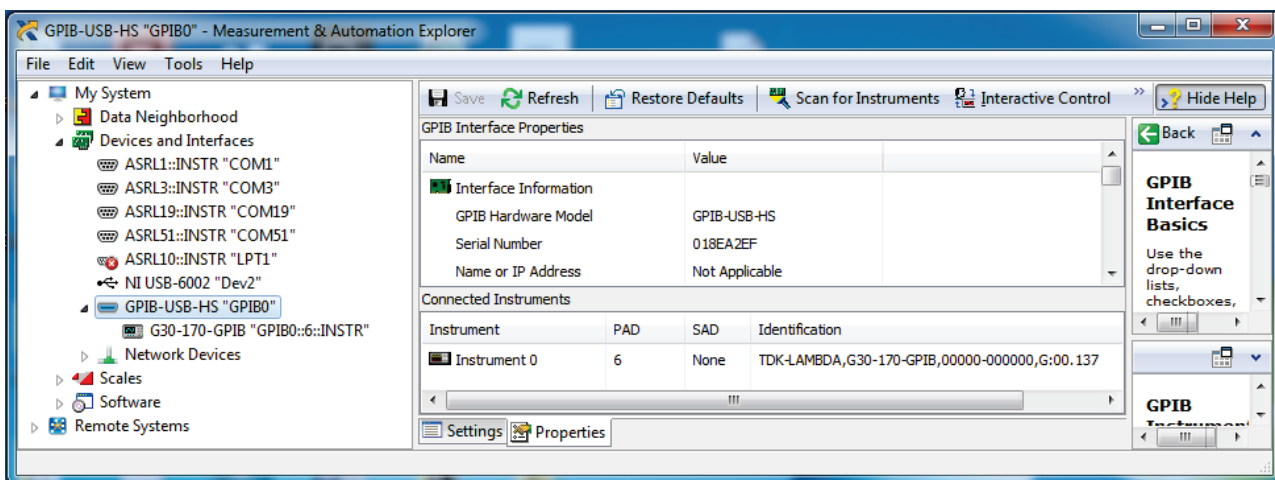 GPIB-USB-HS "GPIB0" - Measurement & Automation Explorer
File Edit View Tools Help
My System
Data Neighborhood
Devices and Interfaces
ASRL1::INSTR "COM1"
ASRL3::INSTR "COM3"
ASRL19::INSTR "COM19"
ASRL51::INSTR "COM51"
ASRL10::INSTR "LPT1"
NI USB-6002 "Dev2"
GPIB-USB-HS "GPIB0"
G30-170-GPIB "GPIB0::6::INSTR"
Network Devices
Scales
Software
Remote Systems
Save Refresh Restore Defaults Scan for Instruments Interactive Control » Hide Help
GPIB Interface Properties
Name Value
Interface Information
GPIB Hardware Model GPIB-USB-HS
Serial Number 018EA2EF
Name or IP Address Not Applicable
Connected Instruments
Instrument PAD SAD Identification
Instrument 0 6 None TDK-LAMBDA,G30-170-GPIB,00000-000000,G:00.137
Settings Properties
Back
GPIB
Interface
Basics
Use the
drop-down
lists,
checkboxes,
GPIB
Instrument